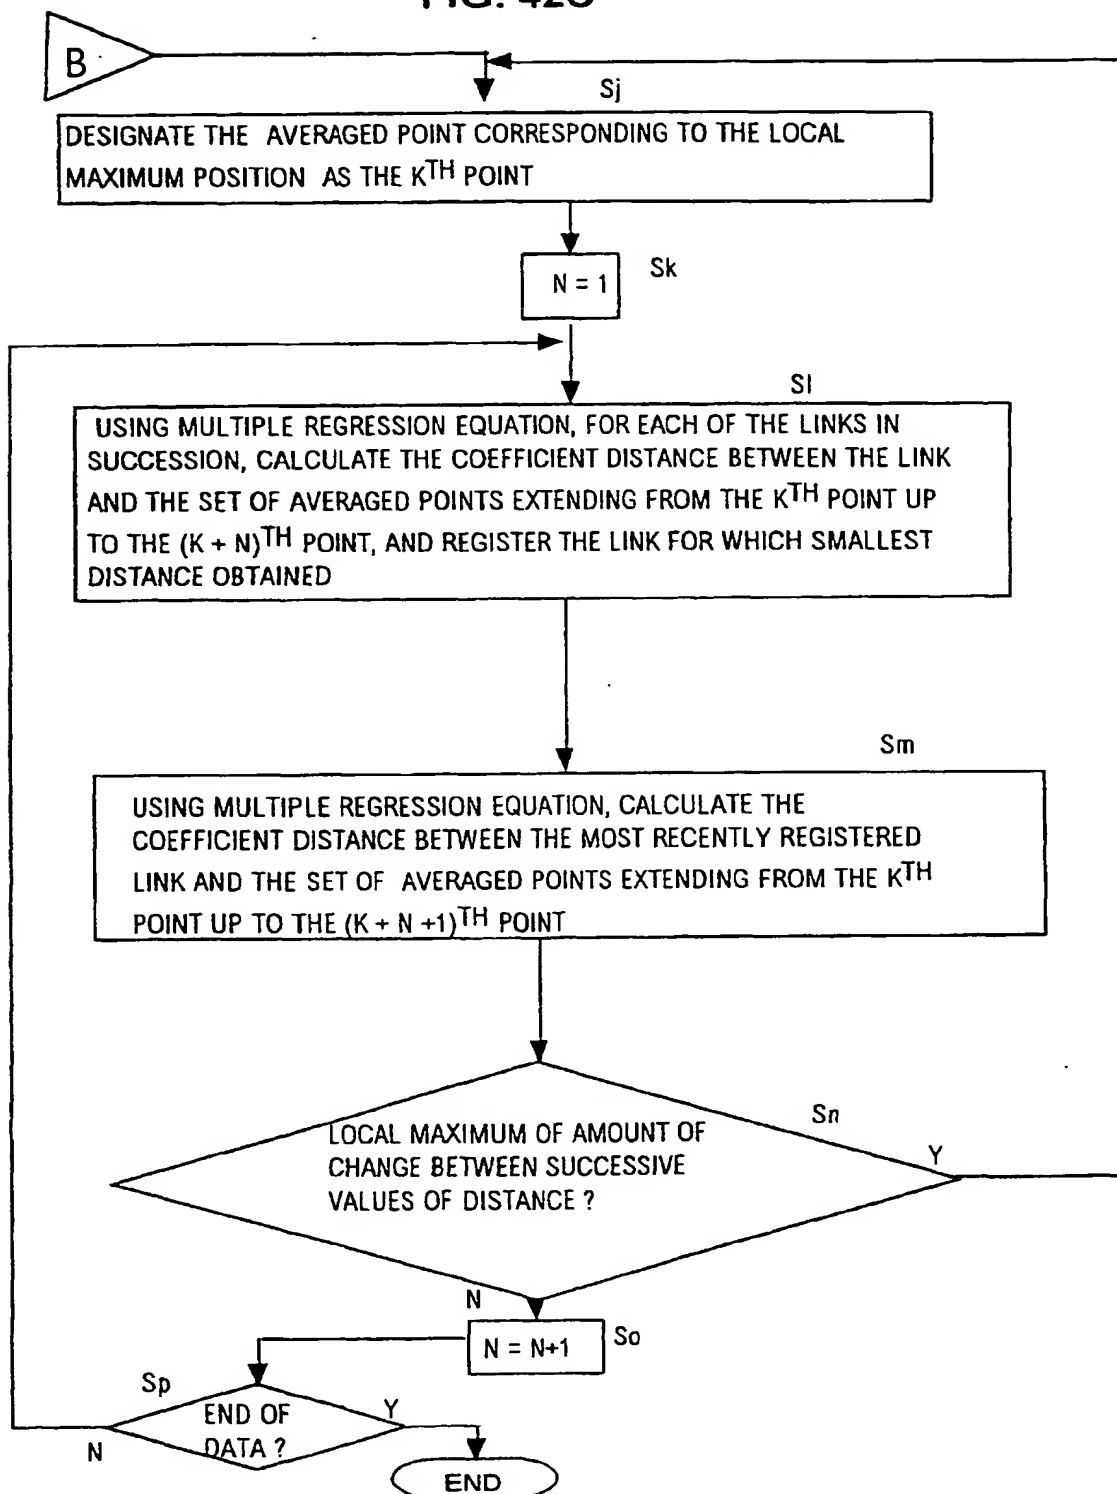 FIG. 42C
B
Sj
DESIGNATE THE AVERAGED POINT CORRESPONDING TO THE LOCAL
MAXIMUM POSITION AS THE KTH POINT
N = 1
Sk
Sl
USING MULTIPLE REGRESSION EQUATION, FOR EACH OF THE LINKS IN
SUCCESSION, CALCULATE THE COEFFICIENT DISTANCE BETWEEN THE LINK
AND THE SET OF AVERAGED POINTS EXTENDING FROM THE KTH POINT UP
TO THE (K + N)TH POINT, AND REGISTER THE LINK FOR WHICH SMALLEST
DISTANCE OBTAINED
Sm
USING MULTIPLE REGRESSION EQUATION, CALCULATE THE
COEFFICIENT DISTANCE BETWEEN THE MOST RECENTLY REGISTERED
LINK AND THE SET OF AVERAGED POINTS EXTENDING FROM THE KTH
POINT UP TO THE (K + N +1)TH POINT
Sn
LOCAL MAXIMUM OF AMOUNT OF
CHANGE BETWEEN SUCCESSIVE
VALUES OF DISTANCE ?
Y
N
N = N+1
So
Sp
END OF
DATA ?
Y
N
END